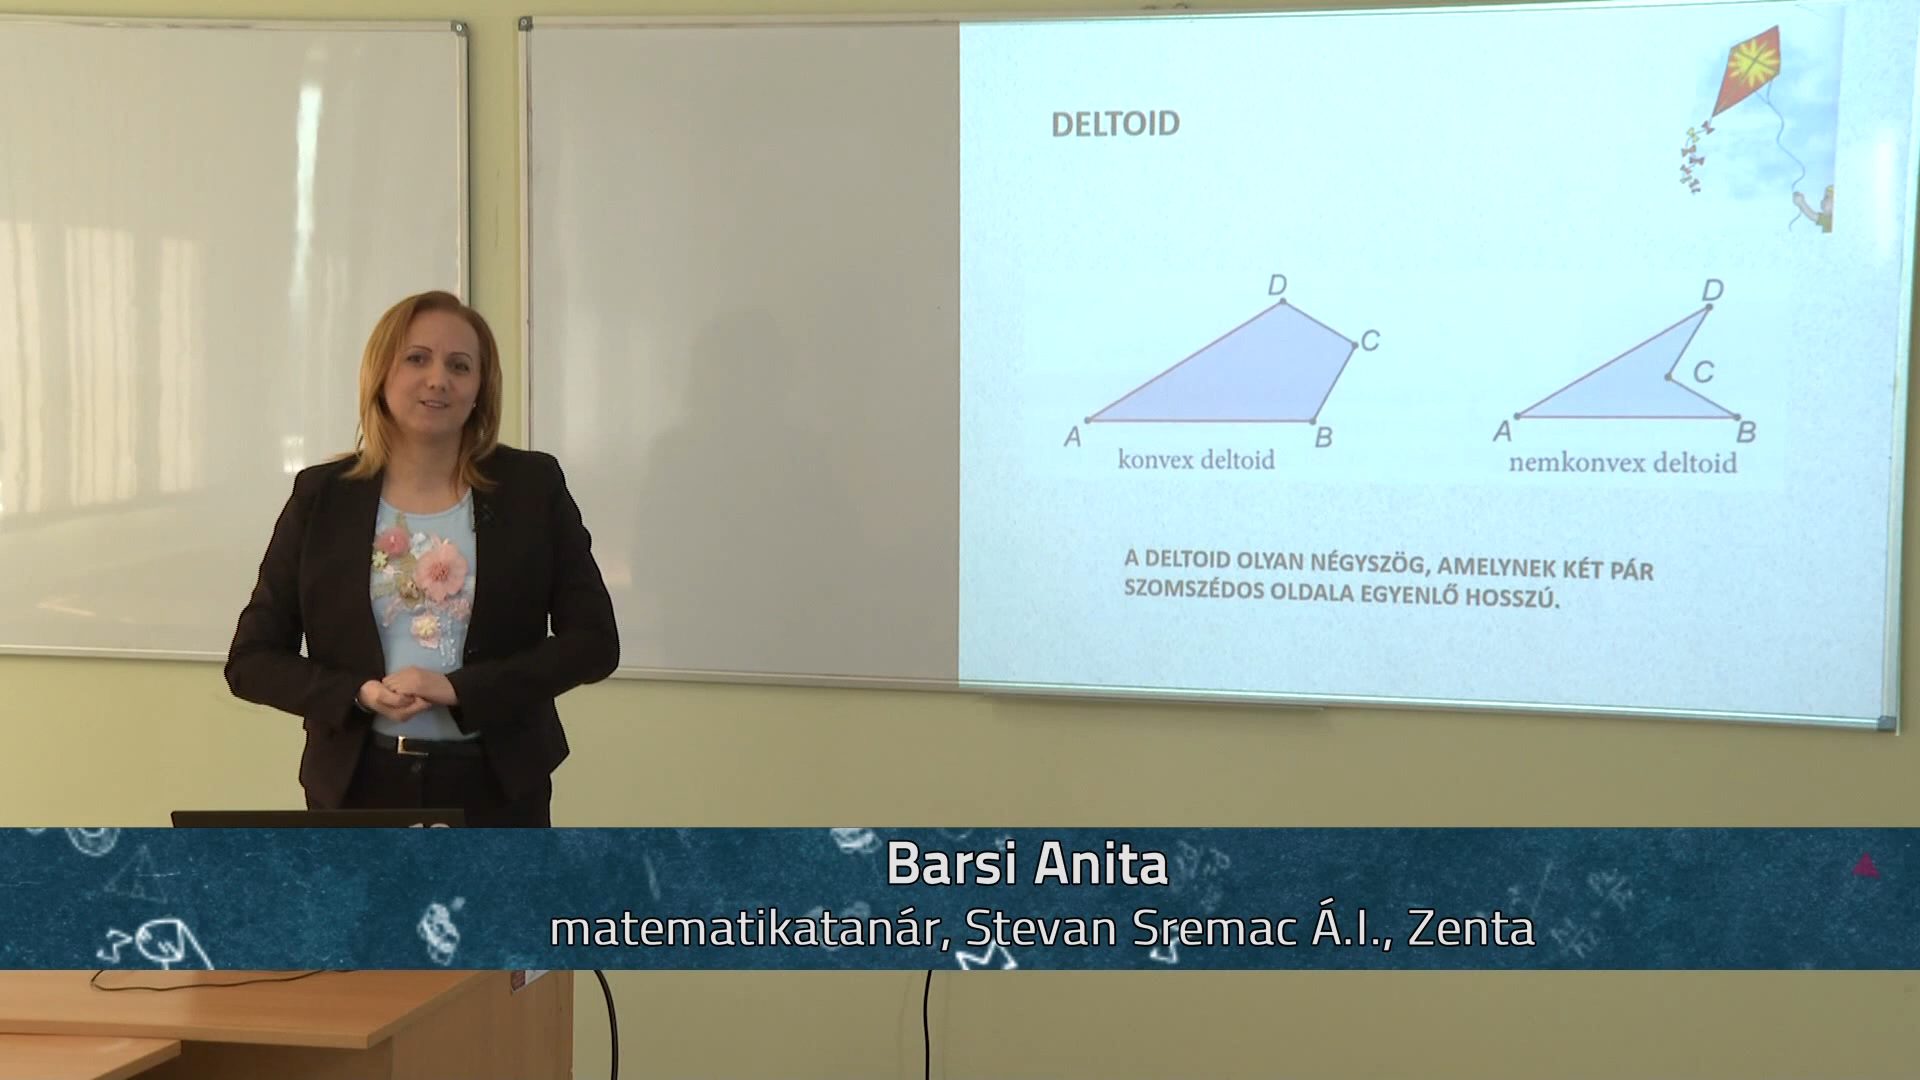 DELTOID
D
C
A
B
konvex deltoid
D
C
A
B
nemkonvex deltoid
A DELTOID OLYAN NÉGYSZÖG, AMELYNEK KÉT PÁR
SZOMSZÉDOS OLDALA EGYENLŐ HOSSZÚ.
Barsi Anita
matematikatanár, Stevan Sremac Á.I., Zenta